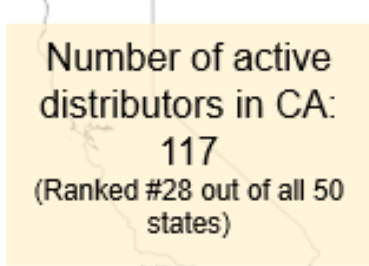 Number of active
distributors in CA:
117
(Ranked #28 out of all 50
states)